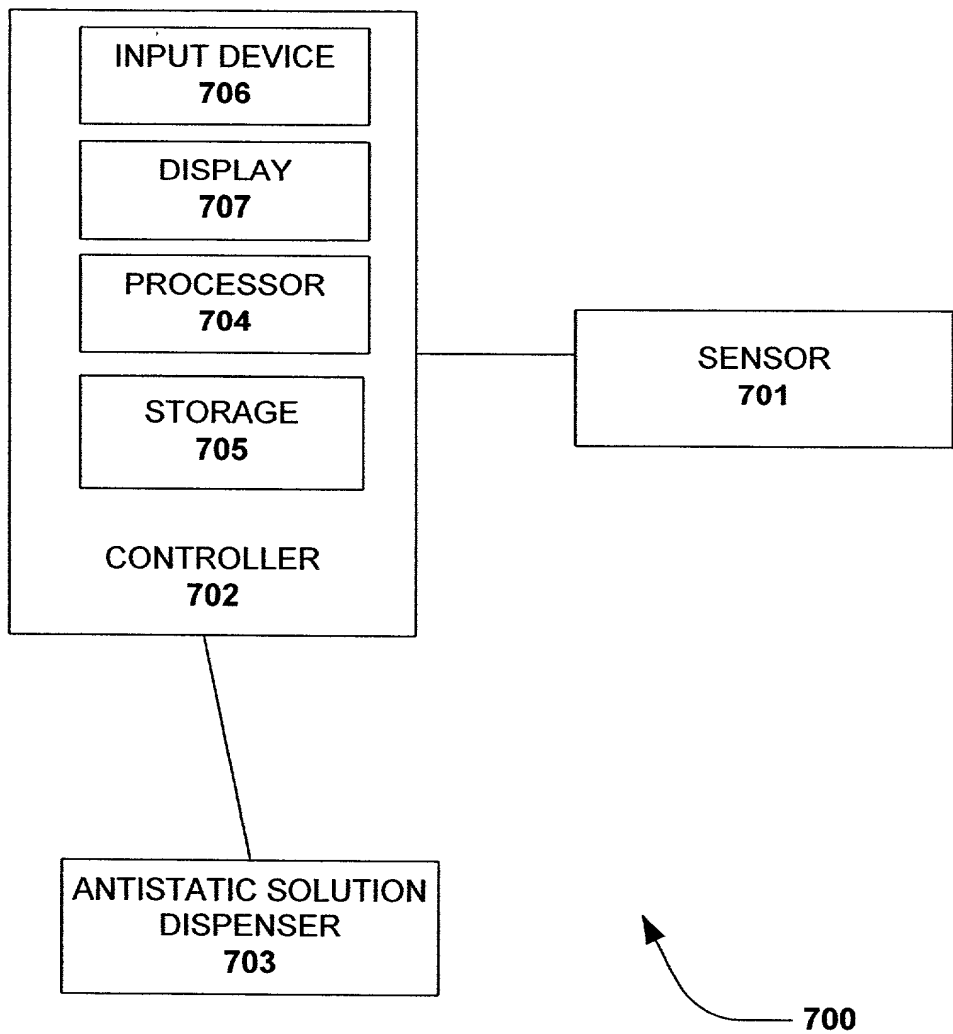 INPUT DEVICE
706
DISPLAY
707
PROCESSOR
704
STORAGE
705
CONTROLLER
702
SENSOR
701
ANTISTATIC SOLUTION
DISPENSER
703
700